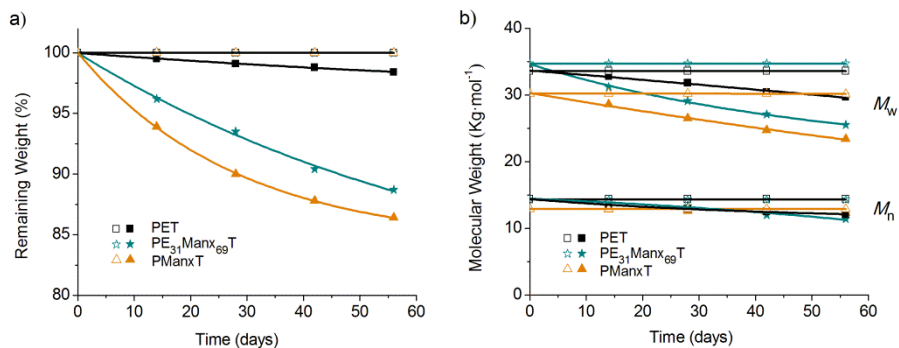 a)
100
95
90
85
80
Remaining Weight (%)
PET
PE₃₁Manx₆₉T
PManxT
0 10 20 30 40 50 60
Time (days)
b)
40
30
20
10
0
Molecular Weight (Kg·mol⁻¹)
Mw
Mn
PET
PE₃₁Manx₆₉T
PManxT
0 10 20 30 40 50 60
Time (days)